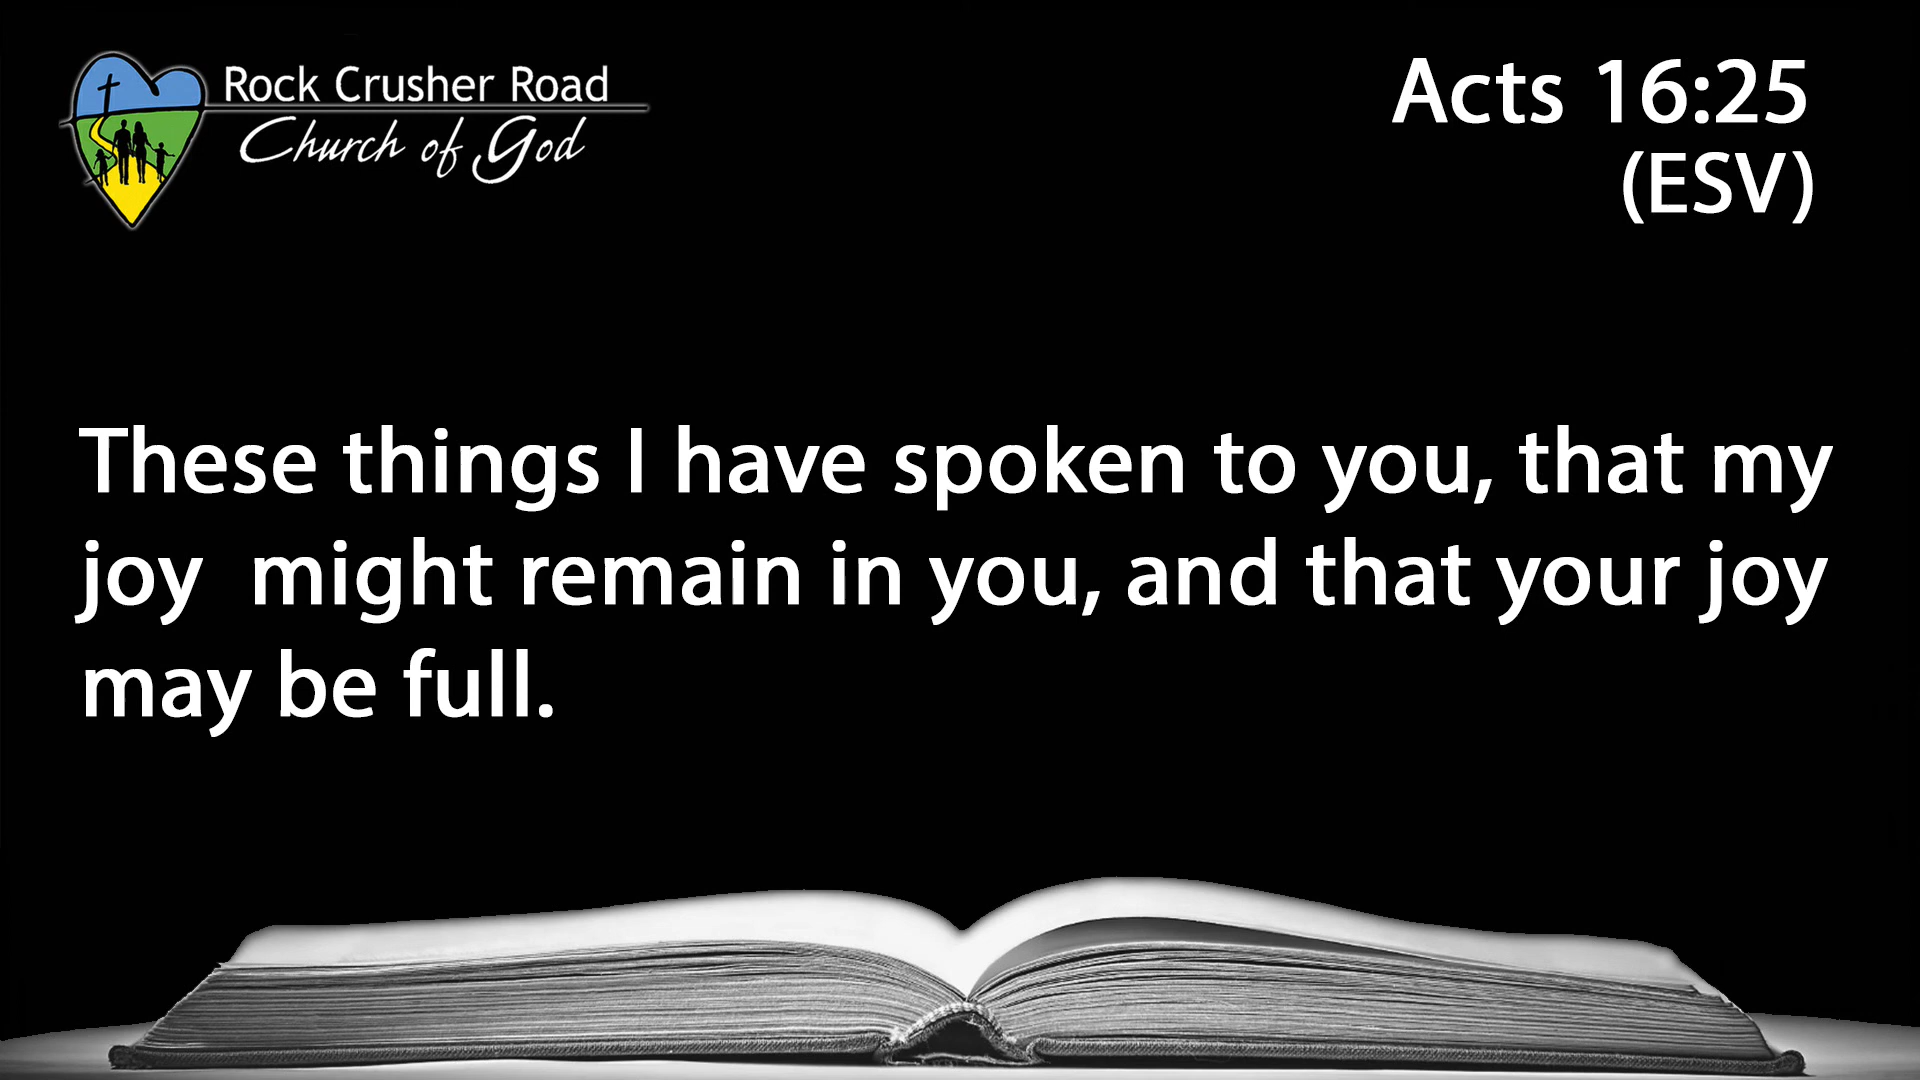 Rock Crusher Road
Church of God
Acts 16:25
(ESV)
These things I have spoken to you, that my
joy  might remain in you, and that your joy
may be full.